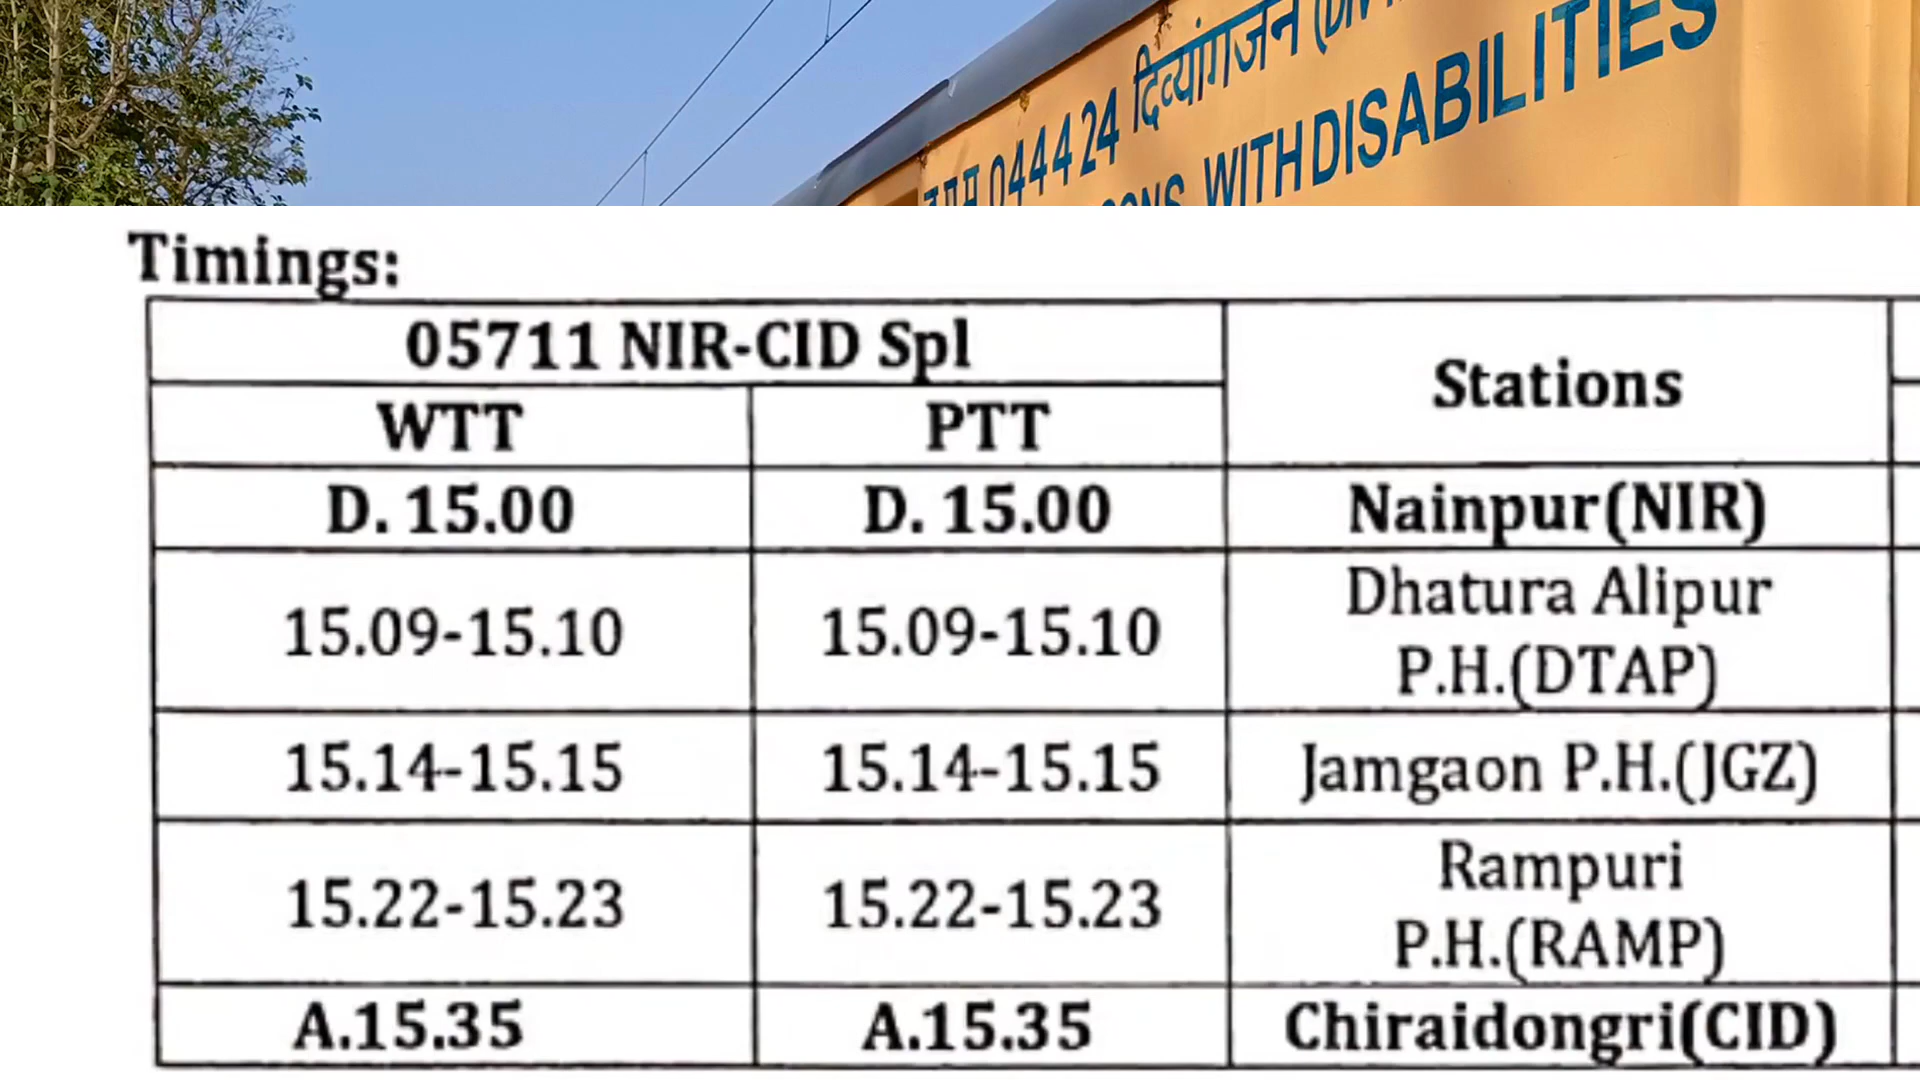 044424 दिव्यांगजन
WITH DISABILITIES
Timings:
05711 NIR-CID Spl
Stations
WTT
PTT
D. 15.00
D. 15.00
Nainpur(NIR)
15.09-15.10
15.09-15.10
Dhatura Alipur
P.H.(DTAP)
15.14-15.15
15.14-15.15
Jamgaon P.H.(JGZ)
15.22-15.23
15.22-15.23
Rampuri
P.H.(RAMP)
A.15.35
A.15.35
Chiraidongri(CID)